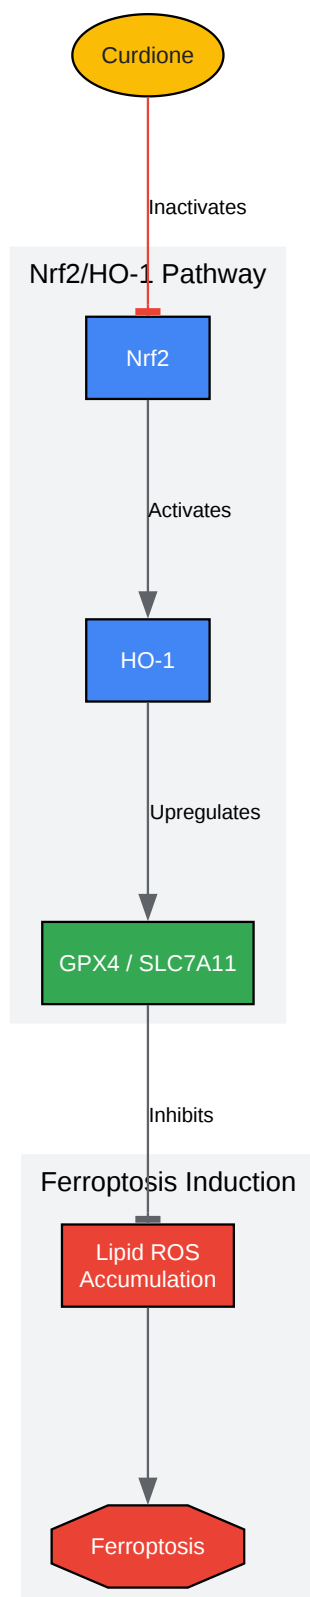 Curdione
Inactivates
Nrf2/HO-1 Pathway
Nrf2
Activates
HO-1
Upregulates
GPX4 / SLC7A11
Inhibits
Ferroptosis Induction
Lipid ROS
Accumulation
Ferroptosis